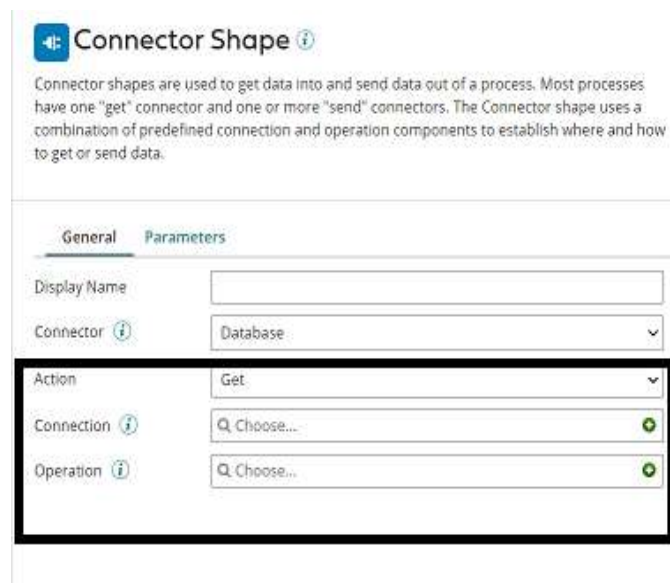 Connector Shape i
Connector shapes are used to get data into and send data out of a process. Most processes
have one "get" connector and one or more "send" connectors. The Connector shape uses a
combination of predefined connection and operation components to establish where and how
to get or send data.
General Parameters
Display Name
Connector i Database
Action Get
Connection i Choose...
Operation i Choose...